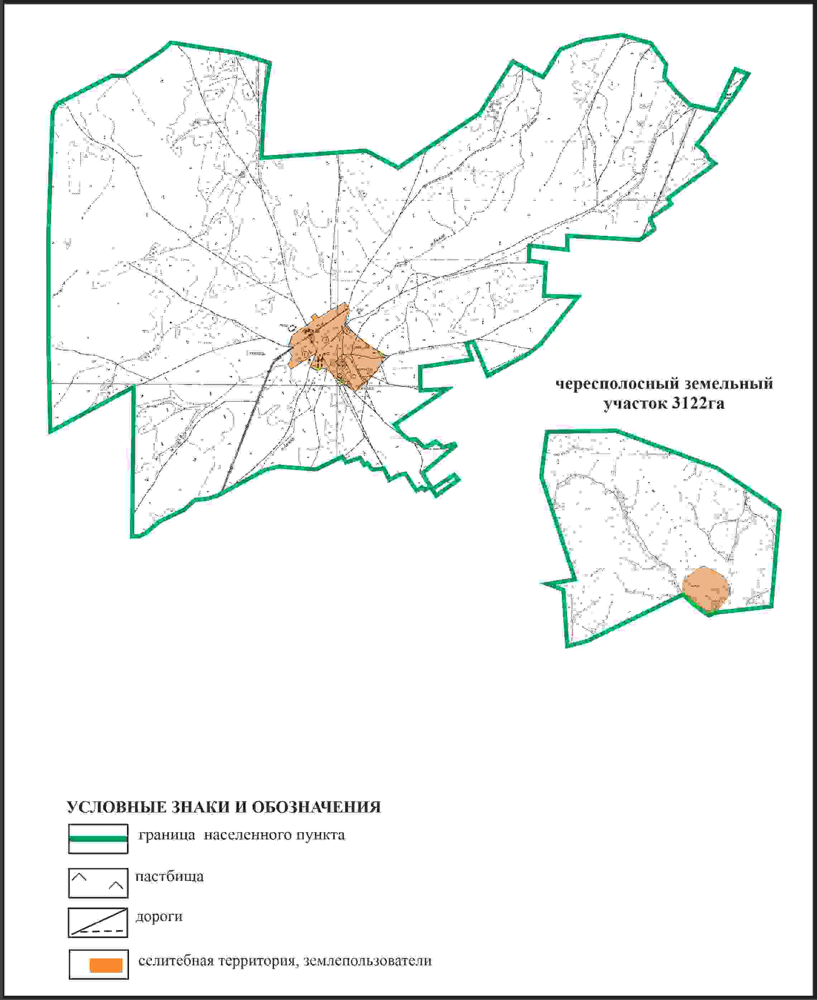 чересполосный земельный
участок 3122га
УСЛОВНЫЕ ЗНАКИ И ОБОЗНАЧЕНИЯ
граница населенного пункта
пастбища
дороги
селитебная территория, землепользователи